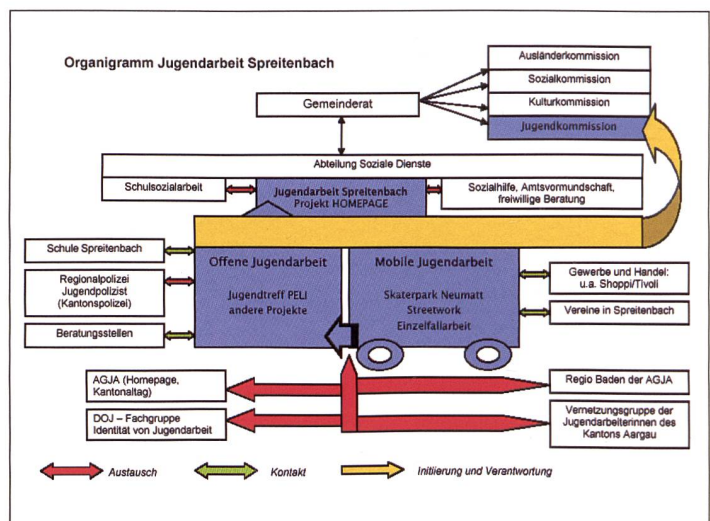 Organigramm Jugendarbeit Spreitenbach
Ausländerkommission
Sozialkommission
Kulturkommission
Jugendkommission
Gemeinderat
Abteilung Soziale Dienste
Schulsozialarbeit
Jugendarbeit Spreitenbach
Projekt HOMEPAGE
Sozialhilfe, Amtsvormundschaft,
freiwillige Beratung
Schule Spreitenbach
Regionalpolizei
Jugendpolizist
(Kantonspolizei)
Beratungsstellen
Offene Jugendarbeit
Jugendtreff PELI
andere Projekte
Mobile Jugendarbeit
Skaterpark Neumatt
Streetwork
Einzelfallarbeit
Gewerbe und Handel:
u.a. Shoppi/Tivoli
Vereine in Spreitenbach
AGJA (Homepage,
Kantonaltag)
Regio Baden der AGJA
DOJ – Fachgruppe
Identität von Jugendarbeit
Vernetzungsgruppe der
Jugendarbeiterinnen des
Kantons Aargau
Austausch
Kontakt
Initiierung und Verantwortung